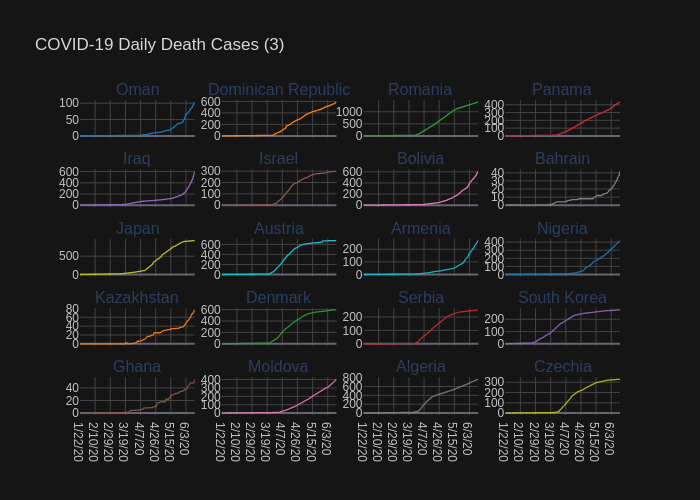 COVID-19 Daily Death Cases (3)
Oman Dominican Republic Romania Panama
100 50 0
600 400 200 0
1000 500 0
400 300 200 100 0
Iraq Israel Bolivia Bahrain
600 400 200 0
300 200 100 0
600 400 200 0
40 30 20 10 0
Japan Austria Armenia Nigeria
500 0
600 400 200 0
200 100 0
400 300 200 100 0
Kazakhstan Denmark Serbia South Korea
80 60 40 20 0
600 400 200 0
200 100 0
200 100 0
Ghana Moldova Algeria Czechia
40 20 0
400 300 200 100 0
800 600 400 200 0
300 200 100 0
1/22/20 2/10/20 2/29/20 3/19/20 4/7/20 4/26/20 5/15/20 6/3/20
1/22/20 2/10/20 2/29/20 3/19/20 4/7/20 4/26/20 5/15/20 6/3/20
1/22/20 2/10/20 2/29/20 3/19/20 4/7/20 4/26/20 5/15/20 6/3/20
1/22/20 2/10/20 2/29/20 3/19/20 4/7/20 4/26/20 5/15/20 6/3/20